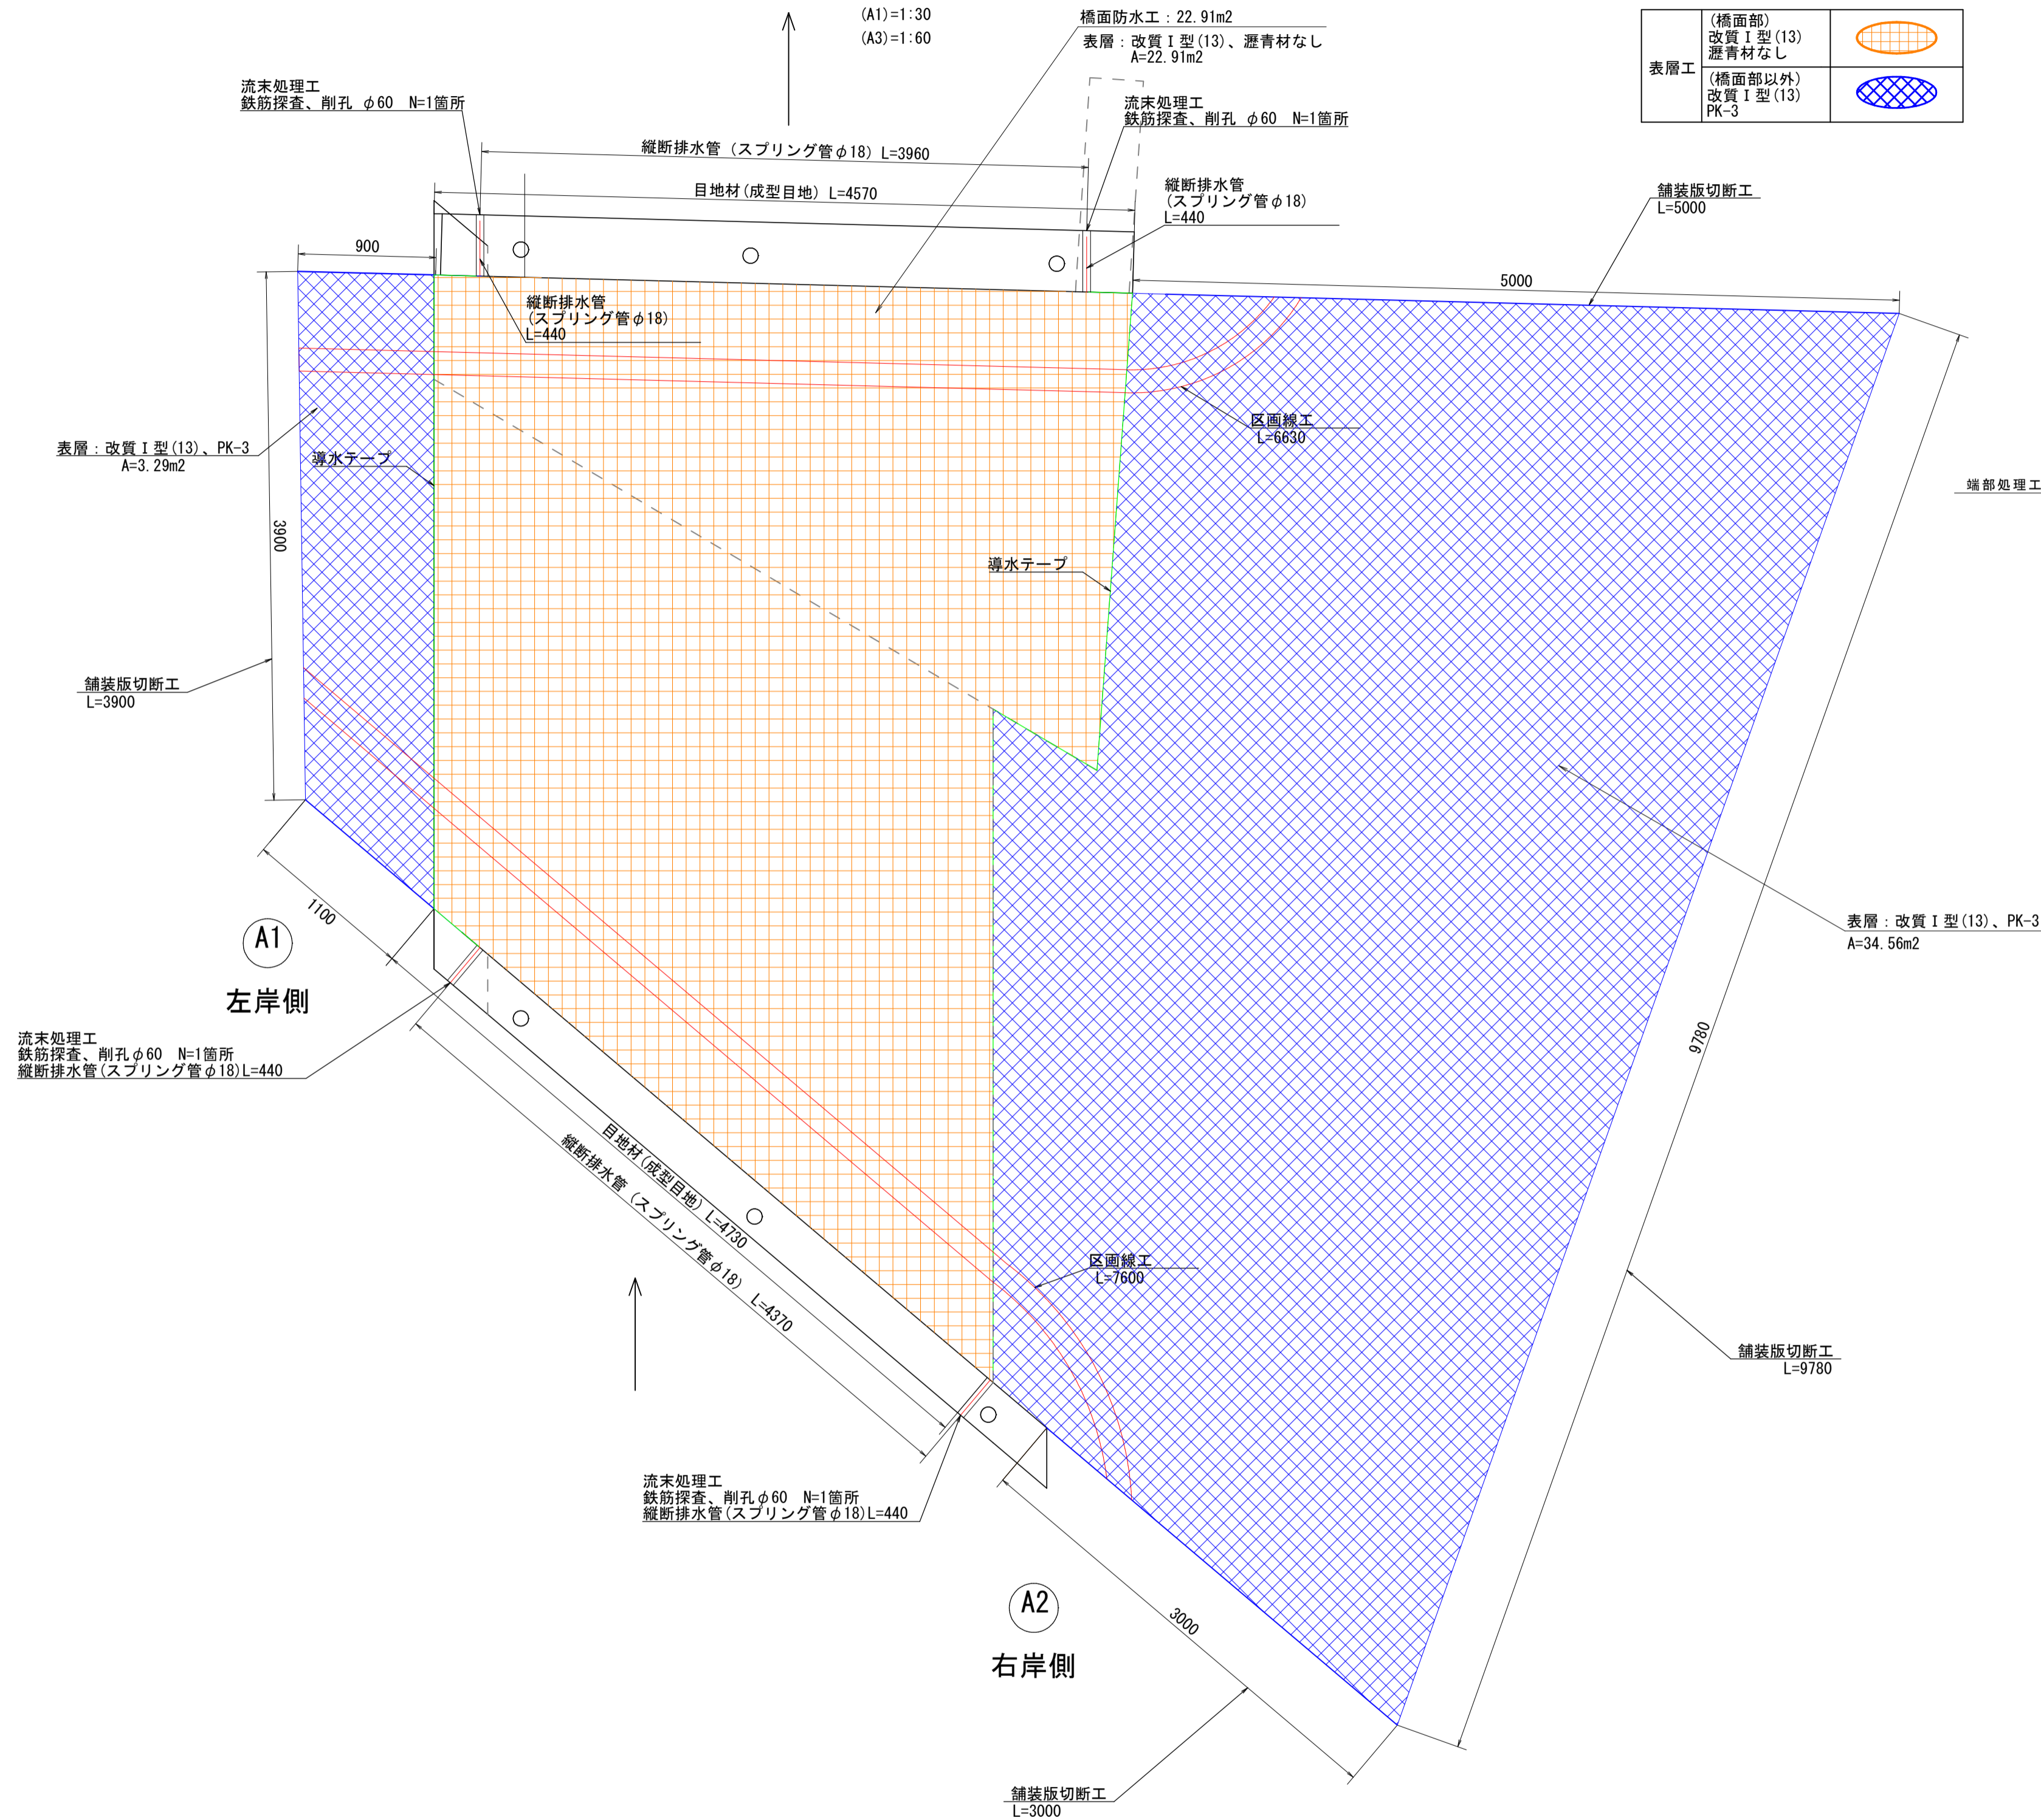 (A1)=1:30
(A3)=1:60
橋面防水工：22.91m2
表層：改質Ⅰ型(13)、瀝青材なし
A=22.91m2
表層工
(橋面部)
改質Ⅰ型(13)
瀝青材なし
(橋面部以外)
改質Ⅰ型(13)
PK-3
流末処理工
鉄筋探査、削孔 φ60 N=1箇所
流末処理工
鉄筋探査、削孔 φ60 N=1箇所
縦断排水管（スプリング管φ18）L=3960
目地材(成型目地) L=4570
縦断排水管
(スプリング管φ18)
L=440
舗装版切断工
L=5000
900
5000
縦断排水管
(スプリング管φ18)
L=440
区画線工
L=6630
表層：改質Ⅰ型(13)、PK-3
A=3.29m2
導水テープ
端部処理工
3900
導水テープ
舗装版切断工
L=3900
表層：改質Ⅰ型(13)、PK-3
A=34.56m2
1100
A1
左岸側
流末処理工
鉄筋探査、削孔φ60 N=1箇所
縦断排水管(スプリング管φ18)L=440
9780
目地材(成型目地) L=4730
縦断排水管（スプリング管φ18） L=4370
区画線工
L=7600
舗装版切断工
L=9780
流末処理工
鉄筋探査、削孔φ60 N=1箇所
縦断排水管(スプリング管φ18)L=440
A2
右岸側
3000
舗装版切断工
L=3000